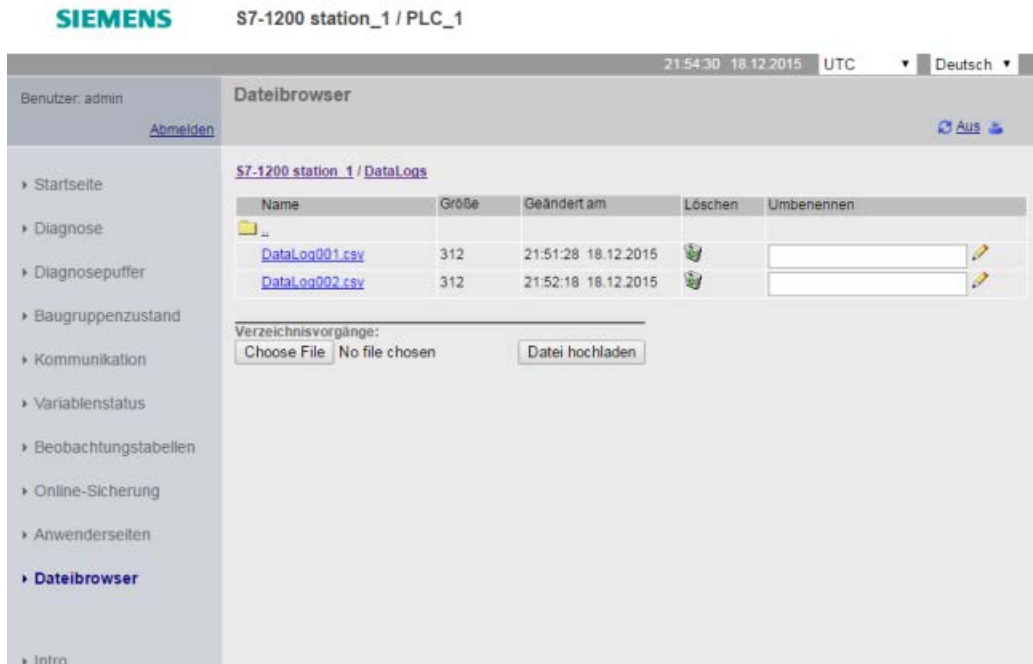 SIEMENS S7-1200 station_1 / PLC_1
21:54:30 18.12.2015 UTC Deutsch
Benutzer: admin
Abmelden
Dateibrowser
Aus
Startseite
Diagnose
Diagnosepuffer
Baugruppenzustand
Kommunikation
Variablenstatus
Beobachtungstabellen
Online-Sicherung
Anwenderseiten
Dateibrowser
Intro
S7-1200 station_1 / DataLogs
Name Größe Geändert am Löschen Umbenennen
..
DataLog001.csv 312 21:51:28 18.12.2015
DataLog002.csv 312 21:52:18 18.12.2015
Verzeichnisvorgänge:
Choose File No file chosen Datei hochladen